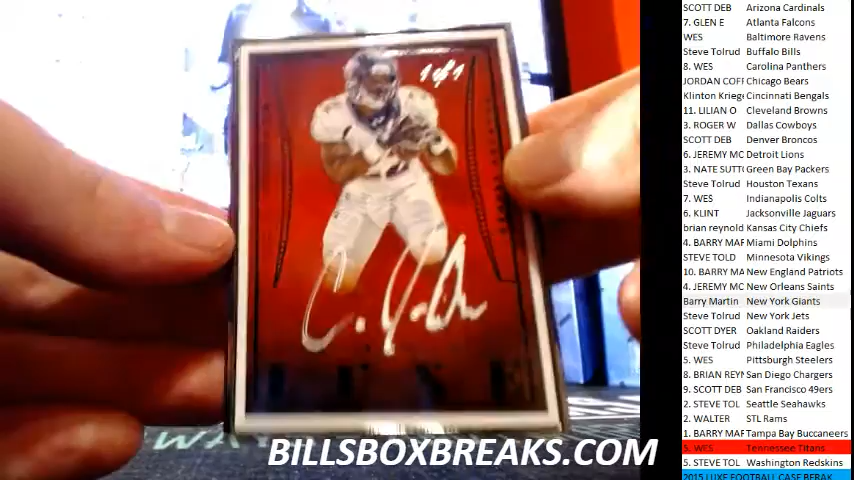 1 of 1
BILLSBOXBREAKS.COM
SCOTT DEB Arizona Cardinals
7. GLEN E Atlanta Falcons
WES Baltimore Ravens
Steve Tolrud Buffalo Bills
8. WES Carolina Panthers
JORDAN COFF Chicago Bears
Klinton Krieg Cincinnati Bengals
11. LILIAN O Cleveland Browns
3. ROGER W Dallas Cowboys
SCOTT DEB Denver Broncos
6. JEREMY MC Detroit Lions
3. NATE SUTT Green Bay Packers
Steve Tolrud Houston Texans
7. WES Indianapolis Colts
6. KLINT Jacksonville Jaguars
brian reynold Kansas City Chiefs
4. BARRY MAR Miami Dolphins
STEVE TOLD Minnesota Vikings
10. BARRY MA New England Patriots
4. JEREMY MC New Orleans Saints
Barry Martin New York Giants
Steve Tolrud New York Jets
SCOTT DYER Oakland Raiders
Steve Tolrud Philadelphia Eagles
5. WES Pittsburgh Steelers
8. BRIAN REYN San Diego Chargers
9. SCOTT DEB San Francisco 49ers
2. STEVE TOL Seattle Seahawks
2. WALTER STL Rams
1. BARRY MAR Tampa Bay Buccaneers
5. WES Tennessee Titans
5. STEVE TOL Washington Redskins
2015 LUXE FOOTBALL CASE BERAK